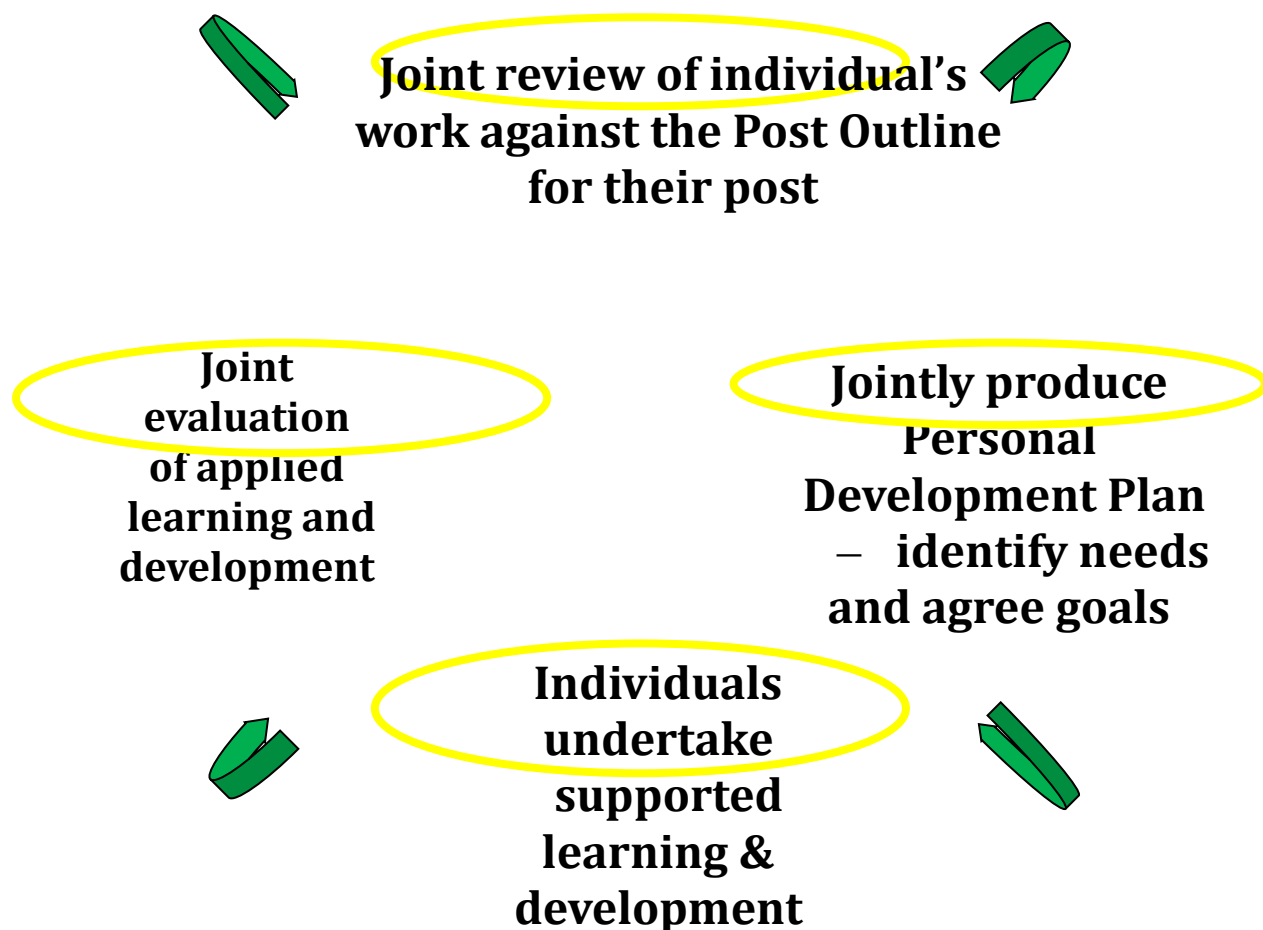 Joint review of individual’s
work against the Post Outline
for their post
Joint
evaluation
of applied
learning and
development
Jointly produce
Personal
Development Plan
– identify needs
and agree goals
Individuals
undertake
supported
learning &
development